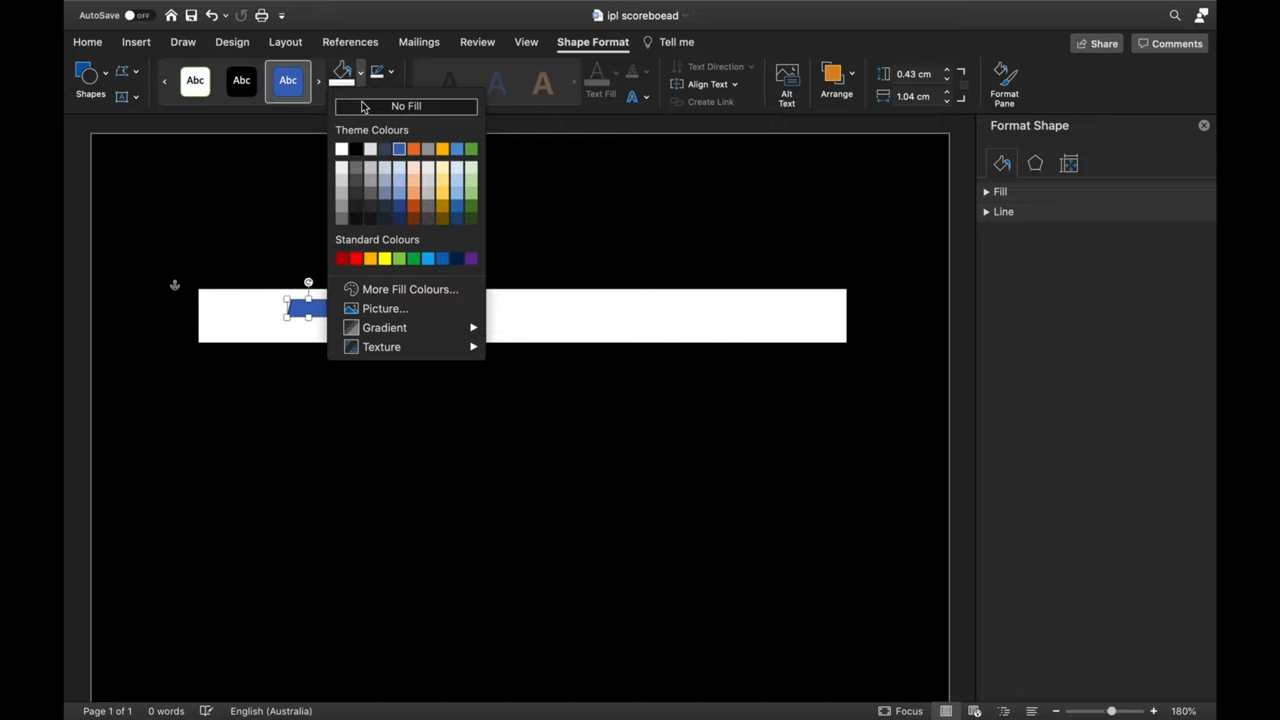 AutoSave OFF
ipl scoreboead
Home Insert Draw Design Layout References Mailings Review View Shape Format Tell me
Share Comments
Shapes
Abc Abc Abc
Text Fill
Text Direction
Align Text
Create Link
Alt
Text
Arrange
0.43 cm
1.04 cm
Format
Pane
No Fill
Theme Colours
Standard Colours
More Fill Colours...
Picture...
Gradient
Texture
Format Shape
Fill
Line
Page 1 of 1 0 words English (Australia)
Focus 180%